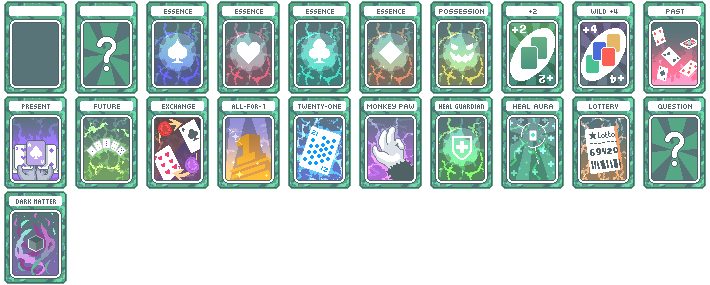 ESSENCE ESSENCE ESSENCE ESSENCE POSSESSION +2 WILD +4 PAST
? +2 +2 +4 +4
PRESENT FUTURE EXCHANGE ALL-FOR-1 TWENTY-ONE MONKEY PAW HEAL GUARDIAN HEAL AURA LOTTERY QUESTION
21 ★Lotto ?
69420
DARK MATTER